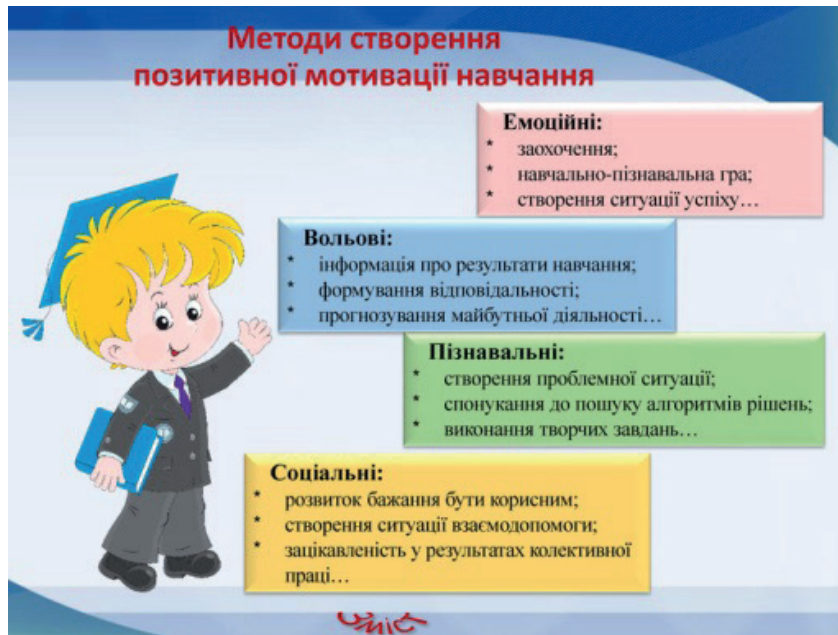 Методи створення
позитивної мотивації навчання
Емоційні:
* заохочення;
* навчально-пізнавальна гра;
* створення ситуації успіху…
Вольові:
* інформація про результати навчання;
* формування відповідальності;
* прогнозування майбутньої діяльності…
Пізнавальні:
* створення проблемної ситуації;
* спонукання до пошуку алгоритмів рішень;
* виконання творчих завдань…
Соціальні:
* розвиток бажання бути корисним;
* створення ситуації взаємодопомоги;
* зацікавленість у результатах колективної
праці…